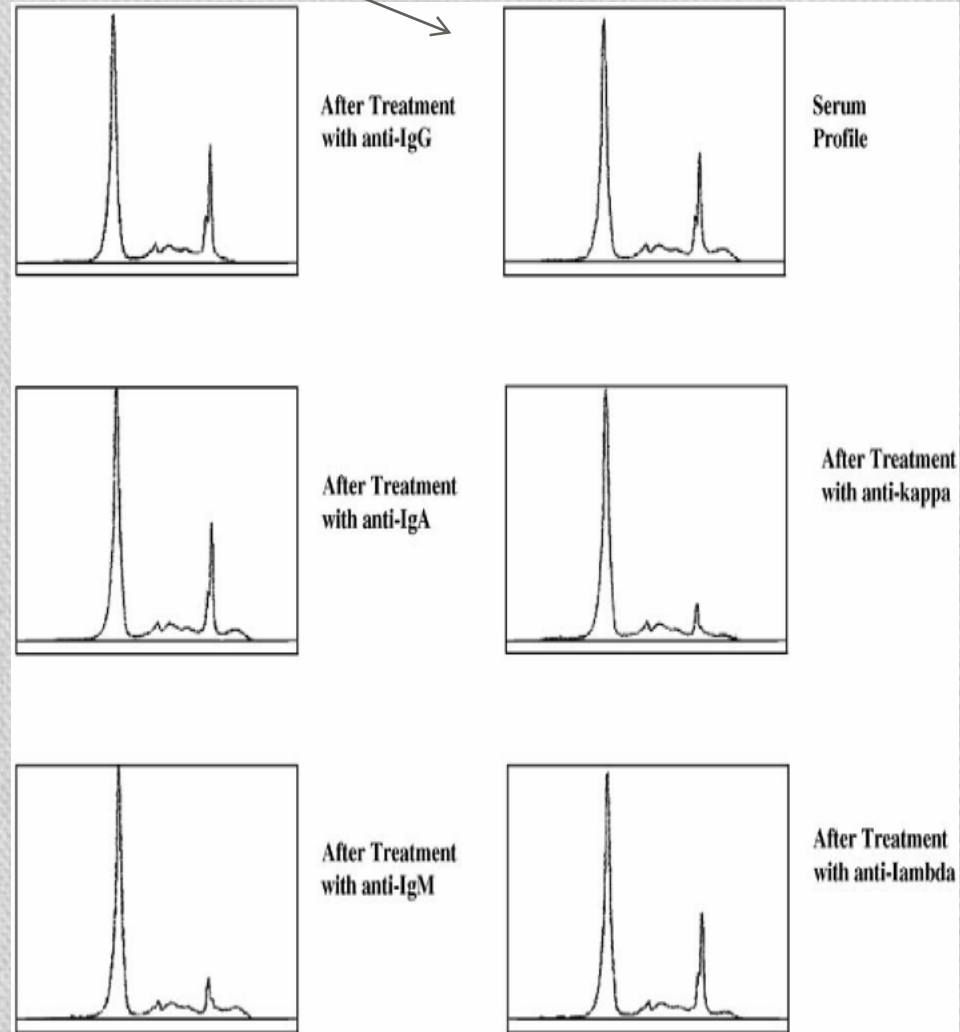 After Treatment
with anti-IgG
Serum
Profile
After Treatment
with anti-IgA
After Treatment
with anti-kappa
After Treatment
with anti-IgM
After Treatment
with anti-Iambda